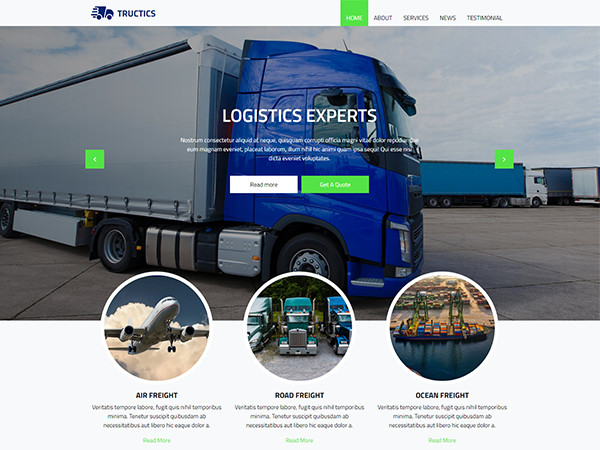 TRUCTICS
HOME ABOUT SERVICES NEWS TESTIMONIAL
LOGISTICS EXPERTS
Nostrum consectetur aliquid at neque, quisquam corrupti officia magni vitae dolor repudiandae
eum magnam eveniet, placeat laborum, illum nihil hic animi quam ipsa sequi! Qui esse nisi
dicta eveniet voluptates.
Read more Get A Quote
AIR FREIGHT
Veritatis tempore labore, fugit quis nihil temporibus
minima. Tenetur suscipit quibusdam ab
necessitatibus aut libero hic eaque dolor a.
Read More
ROAD FREIGHT
Veritatis tempore labore, fugit quis nihil temporibus
minima. Tenetur suscipit quibusdam ab
necessitatibus aut libero hic eaque dolor a.
Read More
OCEAN FREIGHT
Veritatis tempore labore, fugit quis nihil temporibus
minima. Tenetur suscipit quibusdam ab
necessitatibus aut libero hic eaque dolor a.
Read More